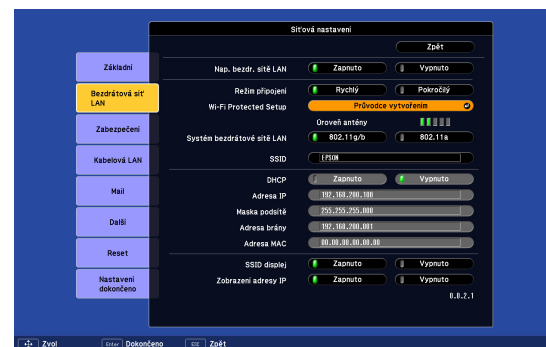 Síťová nastavení
Zpět
Základní
Nap. bezdr. sítě LAN Zapnuto Vypnuto
Bezdrátová síť
LAN
Režim připojení Rychlý Pokročilý
Wi-Fi Protected Setup Průvodce vytvořením
Úroveň antény
Zabezpečení
Systém bezdrátové sítě LAN 802.11g/b 802.11a
Kabelová LAN
SSID EPSON
DHCP Zapnuto Vypnuto
Mail
Adresa IP 192.168.200.100
Maska podsítě 255.255.255.000
Další
Adresa brány 192.168.200.001
Adresa MAC 00.00.00.00.00.00
Reset
SSID displej Zapnuto Vypnuto
Nastavení
dokončeno
Zobrazení adresy IP Zapnuto Vypnuto
0.0.2.1
Zvol Enter Dokončeno ESC Zpět